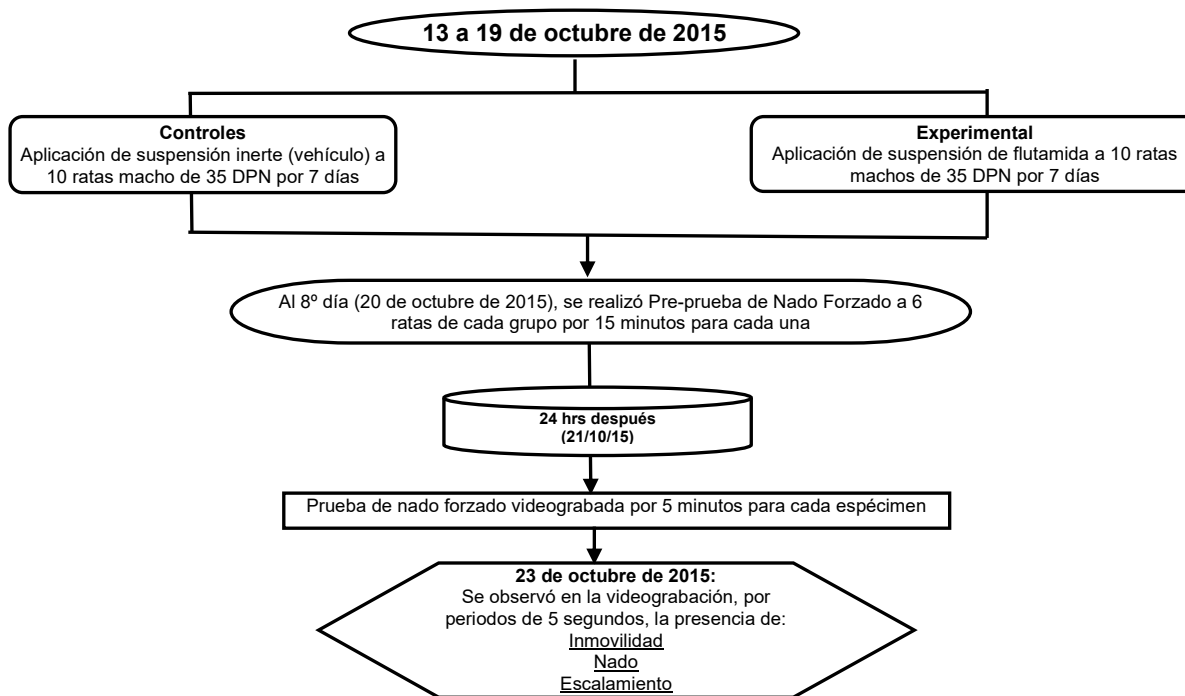 13 a 19 de octubre de 2015
Controles
Aplicación de suspensión inerte (vehículo) a
10 ratas macho de 35 DPN por 7 días
Experimental
Aplicación de suspensión de flutamida a 10 ratas
machos de 35 DPN por 7 días
Al 8º día (20 de octubre de 2015), se realizó Pre-prueba de Nado Forzado a 6
ratas de cada grupo por 15 minutos para cada una
24 hrs después
(21/10/15)
Prueba de nado forzado videograbada por 5 minutos para cada espécimen
23 de octubre de 2015:
Se observó en la videograbación, por
periodos de 5 segundos, la presencia de:
Inmovilidad
Nado
Escalamiento